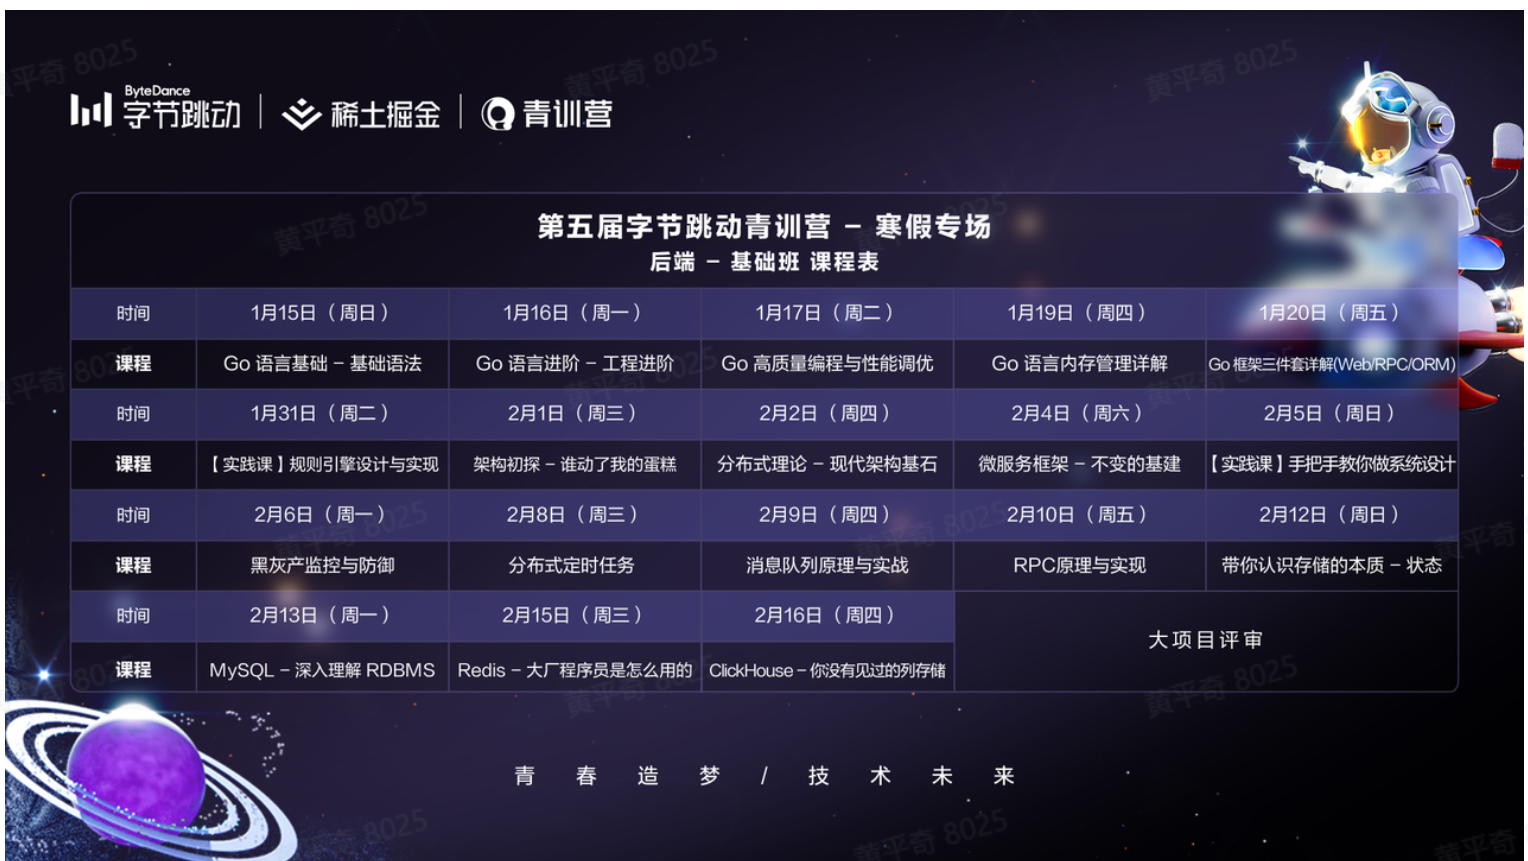 ByteDance
字节跳动 | 稀土掘金 | 青训营
第五届字节跳动青训营 – 寒假专场
后端 – 基础班 课程表
时间 1月15日（周日） 1月16日（周一） 1月17日（周二） 1月19日（周四） 1月20日（周五）
课程 Go 语言基础 – 基础语法 Go 语言进阶 – 工程进阶 Go 高质量编程与性能调优 Go 语言内存管理详解 Go 框架三件套详解(Web/RPC/ORM)
时间 1月31日（周二） 2月1日（周三） 2月2日（周四） 2月4日（周六） 2月5日（周日）
课程 【实践课】规则引擎设计与实现 架构初探 – 谁动了我的蛋糕 分布式理论 – 现代架构基石 微服务框架 – 不变的基建 【实践课】手把手教你做系统设计
时间 2月6日（周一） 2月8日（周三） 2月9日（周四） 2月10日（周五） 2月12日（周日）
课程 黑灰产监控与防御 分布式定时任务 消息队列原理与实战 RPC原理与实现 带你认识存储的本质 – 状态
时间 2月13日（周一） 2月15日（周三） 2月16日（周四）
大项目评审
课程 MySQL – 深入理解 RDBMS Redis – 大厂程序员是怎么用的 ClickHouse – 你没有见过的列存储
青春造梦/技术未来
黄平奇 8025